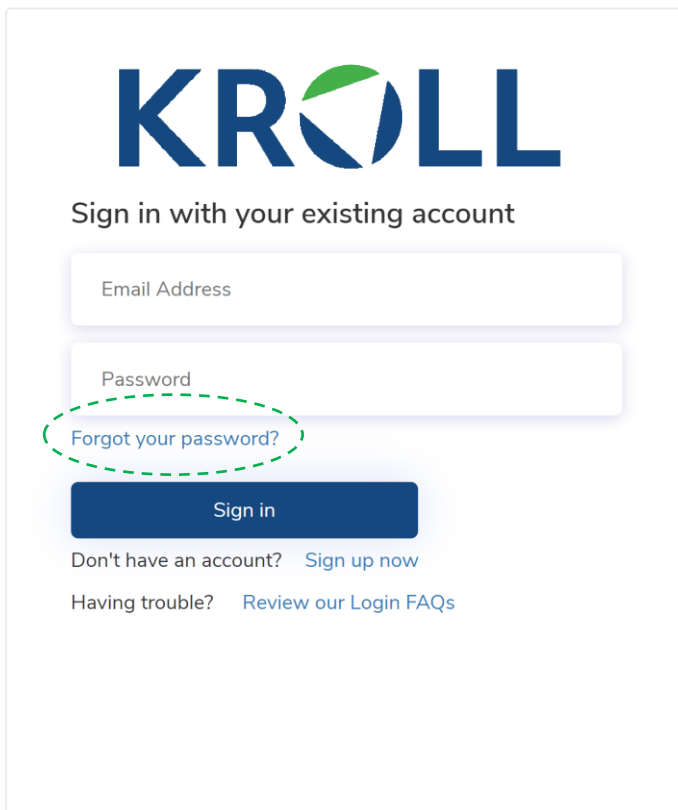 KROLL
Sign in with your existing account
Email Address
Password
Forgot your password?
Sign in
Don't have an account? Sign up now
Having trouble? Review our Login FAQs